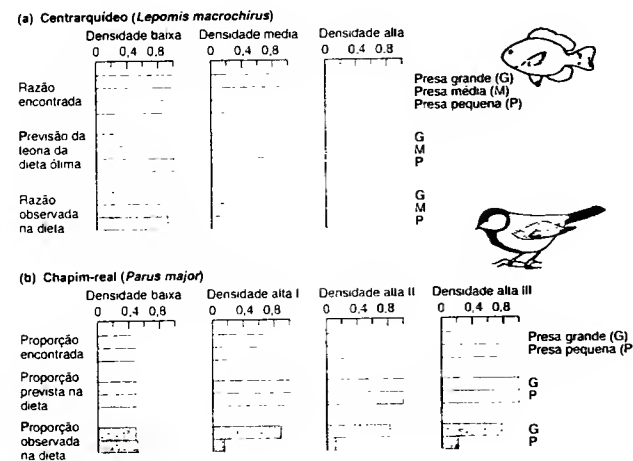 (a) Centrarquídeo (Lepomis macrochirus)
Densidade baixa Densidade media Densidade alta
0 0,4 0,8 0 0,4 0,8 0 0,4 0,8
Razão
encontrada
Presa grande (G)
Presa média (M)
Presa pequena (P)
Previsão da
teona da
dieta ólima
G
M
P
Razão
observada
na dieta
G
M
P
(b) Chapim-real (Parus major)
Densidade baixa Densidade alta I Densidade alta II Densidade alta III
0 0,4 0,8 0 0,4 0,8 0 0,4 0,8 0 0,4 0,8
Proporção
encontrada
Presa grande (G)
Presa pequena (P
Proporção
prevista na
dieta
G
P
Proporção
observada
na dieta
G
P